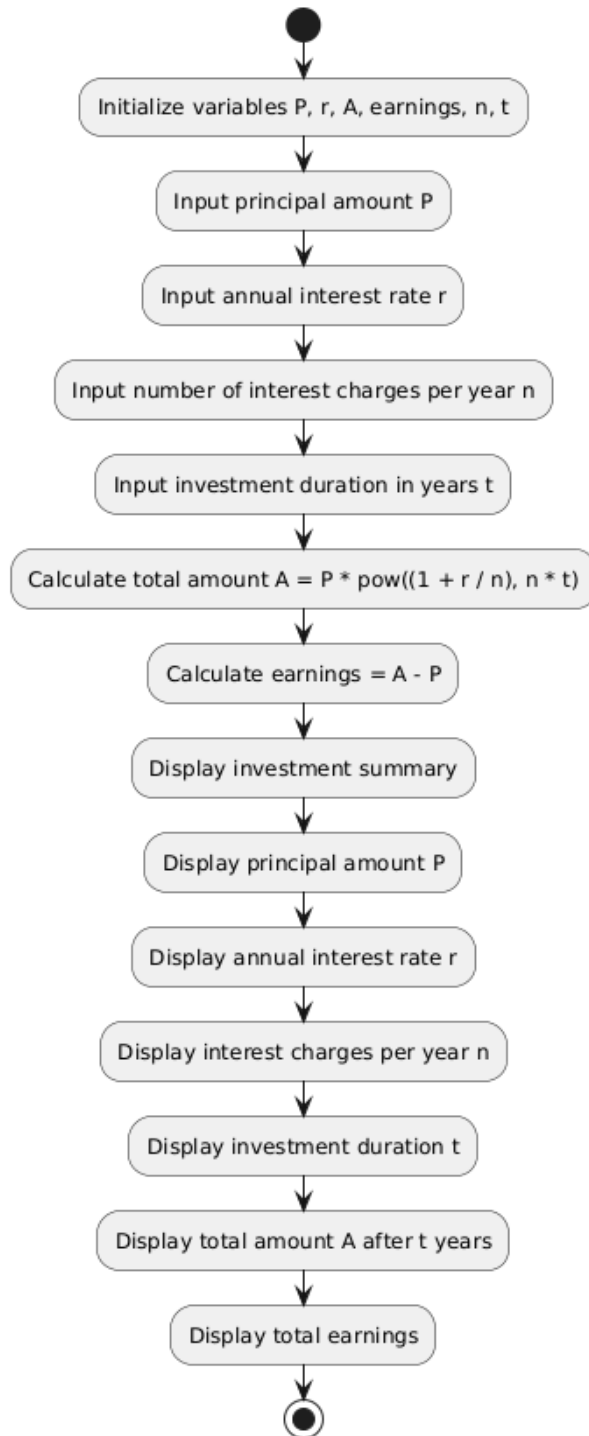 Initialize variables P, r, A, earnings, n, t
Input principal amount P
Input annual interest rate r
Input number of interest charges per year n
Input investment duration in years t
Calculate total amount A = P * pow((1 + r / n), n * t)
Calculate earnings = A - P
Display investment summary
Display principal amount P
Display annual interest rate r
Display interest charges per year n
Display investment duration t
Display total amount A after t years
Display total earnings